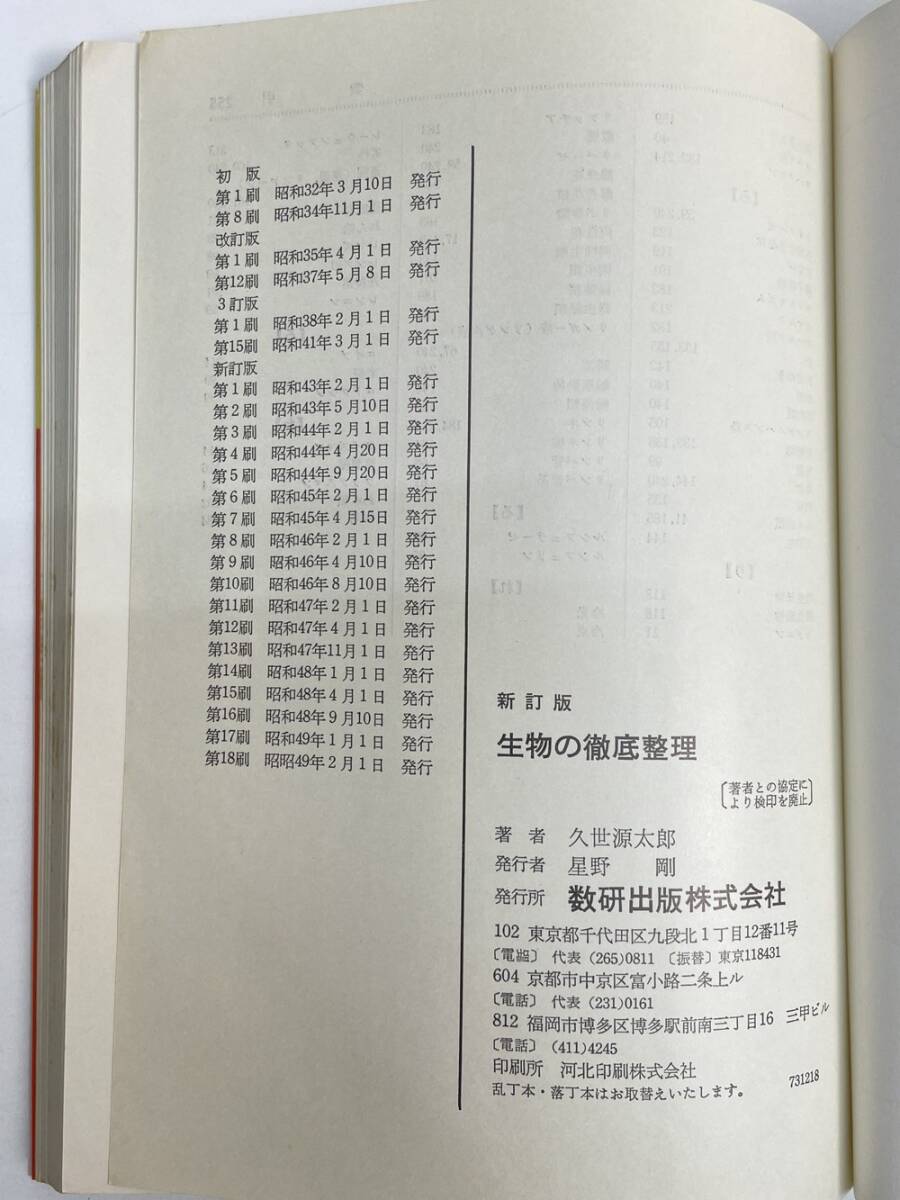 初版
第1刷 昭和32年3月10日 発行
第8刷 昭和34年11月1日 発行
改訂版
第1刷 昭和35年4月1日 発行
第12刷 昭和37年5月8日 発行
3訂版
第1刷 昭和38年2月1日 発行
第15刷 昭和41年3月1日 発行
新訂版
第1刷 昭和43年2月1日 発行
第2刷 昭和43年5月10日 発行
第3刷 昭和44年2月1日 発行
第4刷 昭和44年4月20日 発行
第5刷 昭和44年9月20日 発行
第6刷 昭和45年2月1日 発行
第7刷 昭和45年4月15日 発行
第8刷 昭和46年2月1日 発行
第9刷 昭和46年4月10日 発行
第10刷 昭和46年8月10日 発行
第11刷 昭和47年2月1日 発行
第12刷 昭和47年4月1日 発行
第13刷 昭和47年11月1日 発行
第14刷 昭和48年1月1日 発行
第15刷 昭和48年4月1日 発行
第16刷 昭和48年9月10日 発行
第17刷 昭和49年1月1日 発行
第18刷 昭昭49年2月1日 発行
新訂版
生物の徹底整理
〔著者との協定に
より検印を廃止〕
著者 久世源太郎
発行者 星野 剛
発行所 数研出版株式会社
102 東京都千代田区九段北1丁目12番11号
〔電話〕 代表 (265)0811 〔振替〕東京118431
604 京都市中京区富小路二条上ル
〔電話〕 代表 (231)0161
812 福岡市博多区博多駅前南三丁目16 三甲ビル
〔電話〕 (411)4245
印刷所 河北印刷株式会社
乱丁本・落丁本はお取替えいたします。 731218